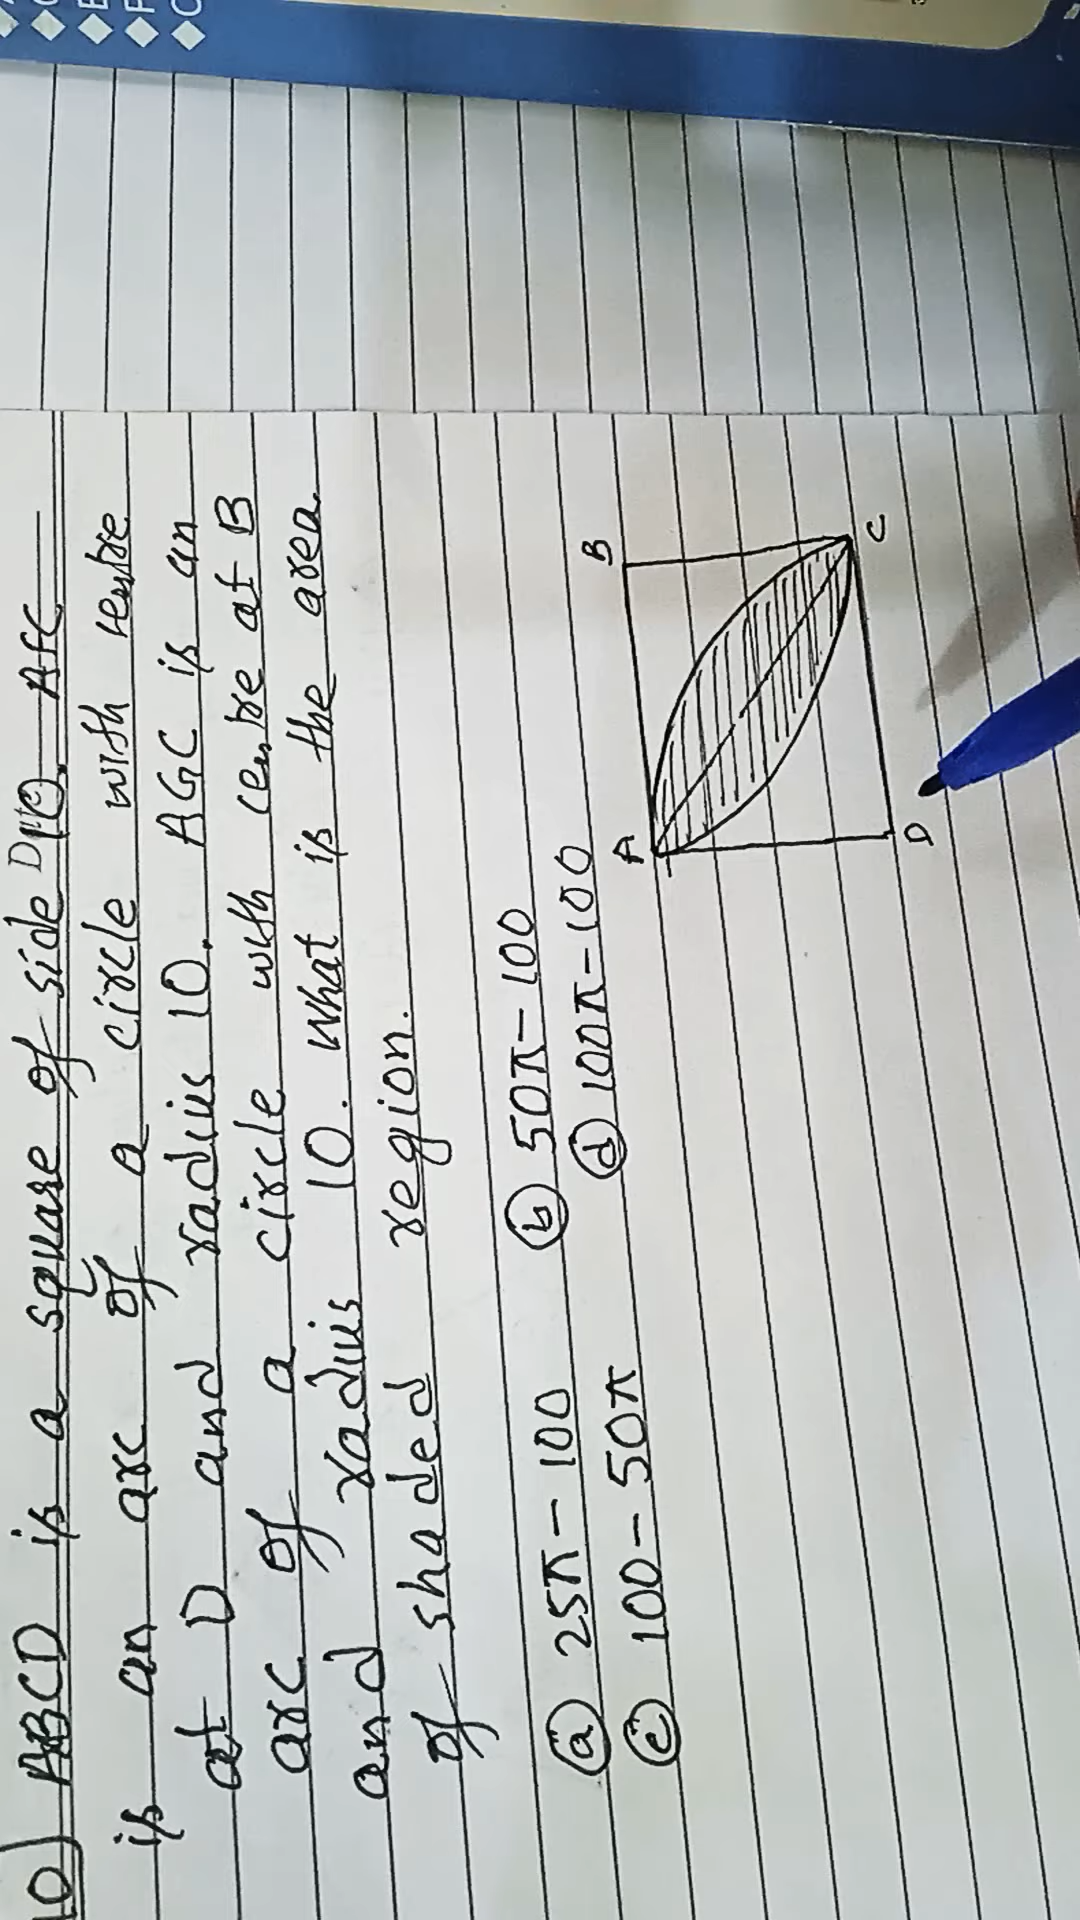 10) ABCD is a square of side 10. AFC
is an arc of a circle with centre
at D and radius 10. AGC is an
arc of a circle with centre at B
and radius 10. what is the area
of shaded region.
(a) 25π-100 (b) 50π-100
(c) 100-50π (d) 100π-100
A B
D C